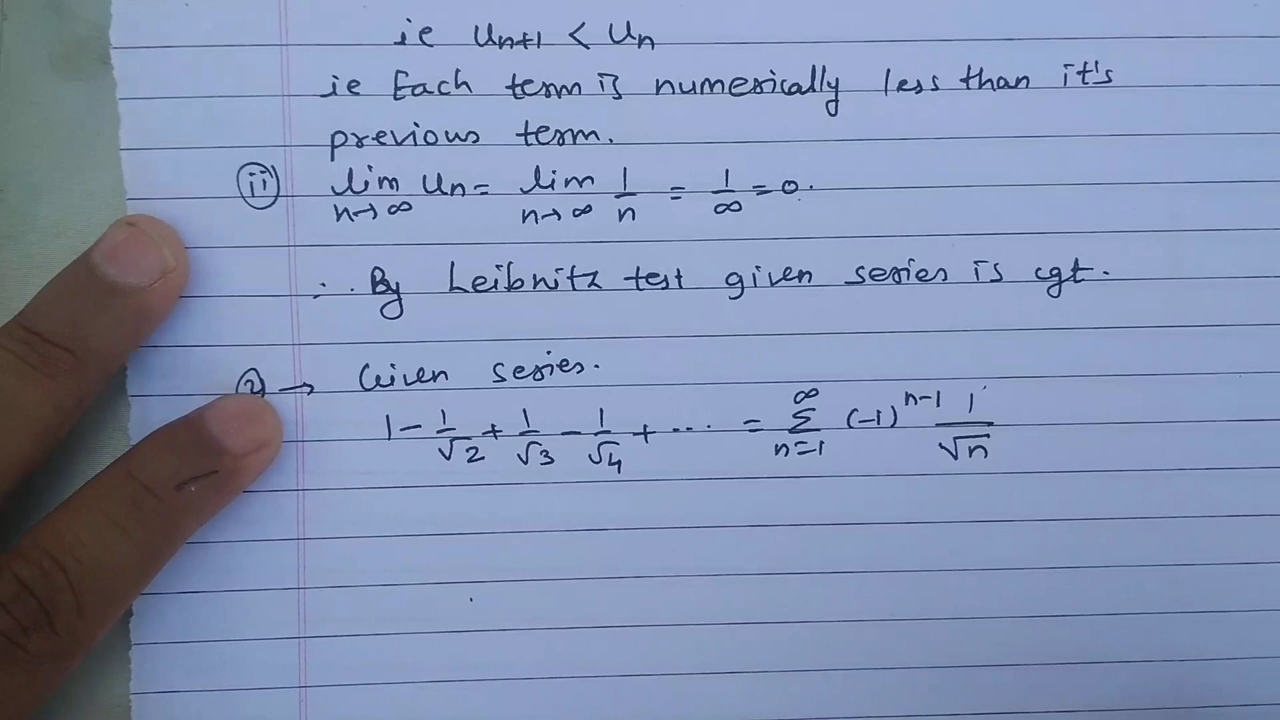 ie uₙ₊₁ < uₙ
ie Each term is numerically less than it's
previous term.
(ii) lim n→∞ uₙ = lim n→∞ 1/n = 1/∞ = 0.
∴ By Leibnitz test given series is cgt.
(2) → Given series.
1 - 1/√2 + 1/√3 - 1/√4 + ... = ∞ Σ n=1 (-1)ⁿ⁻¹ 1/√n